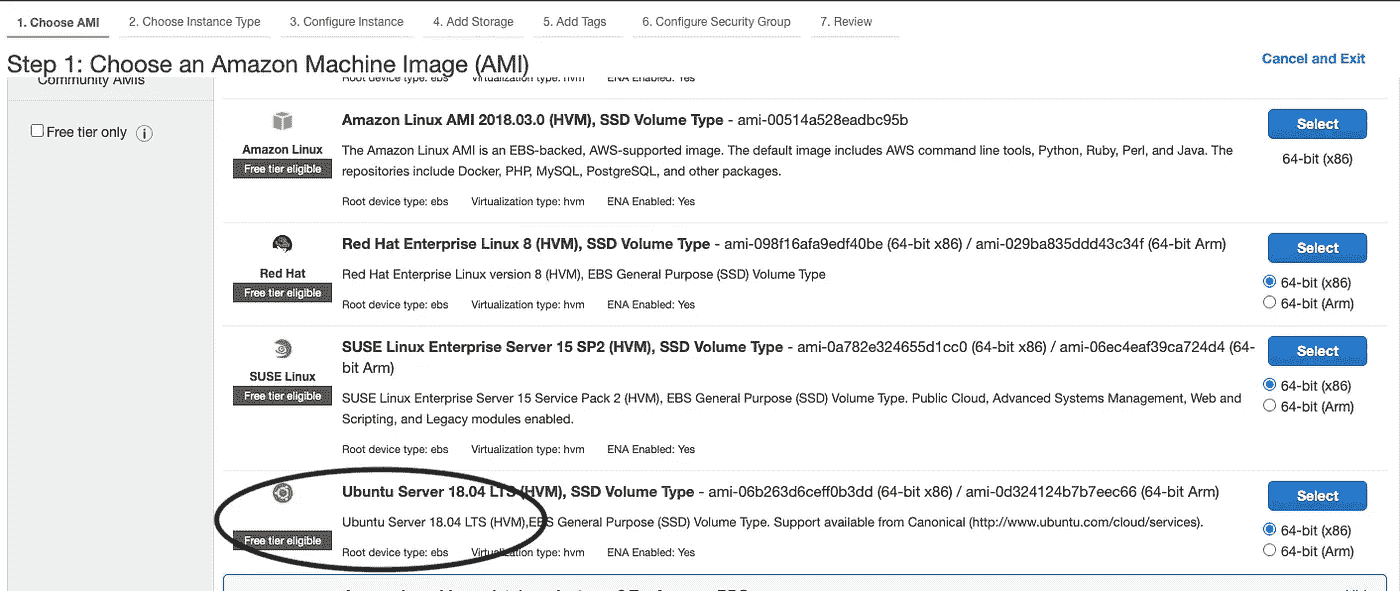 1. Choose AMI 2. Choose Instance Type 3. Configure Instance 4. Add Storage 5. Add Tags 6. Configure Security Group 7. Review
Step 1: Choose an Amazon Machine Image (AMI)
Cancel and Exit
Community AMIs
Root device type: ebs Virtualization type: hvm ENA Enabled: Yes
Free tier only i
Amazon Linux
Free tier eligible
Amazon Linux AMI 2018.03.0 (HVM), SSD Volume Type - ami-00514a528eadbc95b
The Amazon Linux AMI is an EBS-backed, AWS-supported image. The default image includes AWS command line tools, Python, Ruby, Perl, and Java. The
repositories include Docker, PHP, MySQL, PostgreSQL, and other packages.
Root device type: ebs Virtualization type: hvm ENA Enabled: Yes
Select
64-bit (x86)
Red Hat
Free tier eligible
Red Hat Enterprise Linux 8 (HVM), SSD Volume Type - ami-098f16afa9edf40be (64-bit x86) / ami-029ba835ddd43c34f (64-bit Arm)
Red Hat Enterprise Linux version 8 (HVM), EBS General Purpose (SSD) Volume Type
Root device type: ebs Virtualization type: hvm ENA Enabled: Yes
Select
64-bit (x86)
64-bit (Arm)
SUSE Linux
Free tier eligible
SUSE Linux Enterprise Server 15 SP2 (HVM), SSD Volume Type - ami-0a782e324655d1cc0 (64-bit x86) / ami-06ec4eaf39ca724d4 (64-
bit Arm)
SUSE Linux Enterprise Server 15 Service Pack 2 (HVM), EBS General Purpose (SSD) Volume Type. Public Cloud, Advanced Systems Management, Web and
Scripting, and Legacy modules enabled.
Root device type: ebs Virtualization type: hvm ENA Enabled: Yes
Select
64-bit (x86)
64-bit (Arm)
Free tier eligible
Ubuntu Server 18.04 LTS (HVM), SSD Volume Type - ami-06b263d6ceff0b3dd (64-bit x86) / ami-0d324124b7b7eec66 (64-bit Arm)
Ubuntu Server 18.04 LTS (HVM),EBS General Purpose (SSD) Volume Type. Support available from Canonical (http://www.ubuntu.com/cloud/services).
Root device type: ebs Virtualization type: hvm ENA Enabled: Yes
Select
64-bit (x86)
64-bit (Arm)